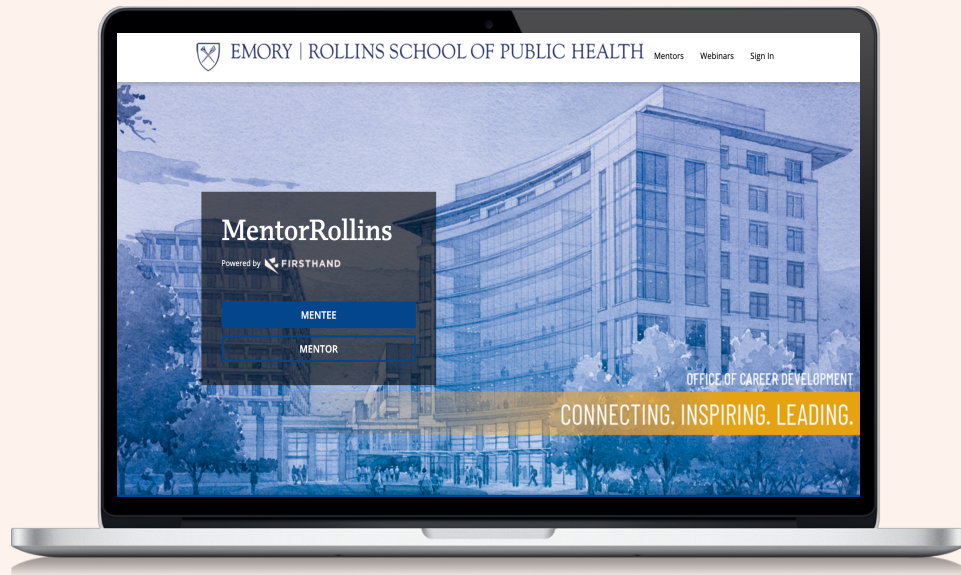 EMORY | ROLLINS SCHOOL OF PUBLIC HEALTH Mentors Webinars Sign In
MentorRollins
Powered by FIRSTHAND
MENTEE
MENTOR
OFFICE OF CAREER DEVELOPMENT
CONNECTING. INSPIRING. LEADING.